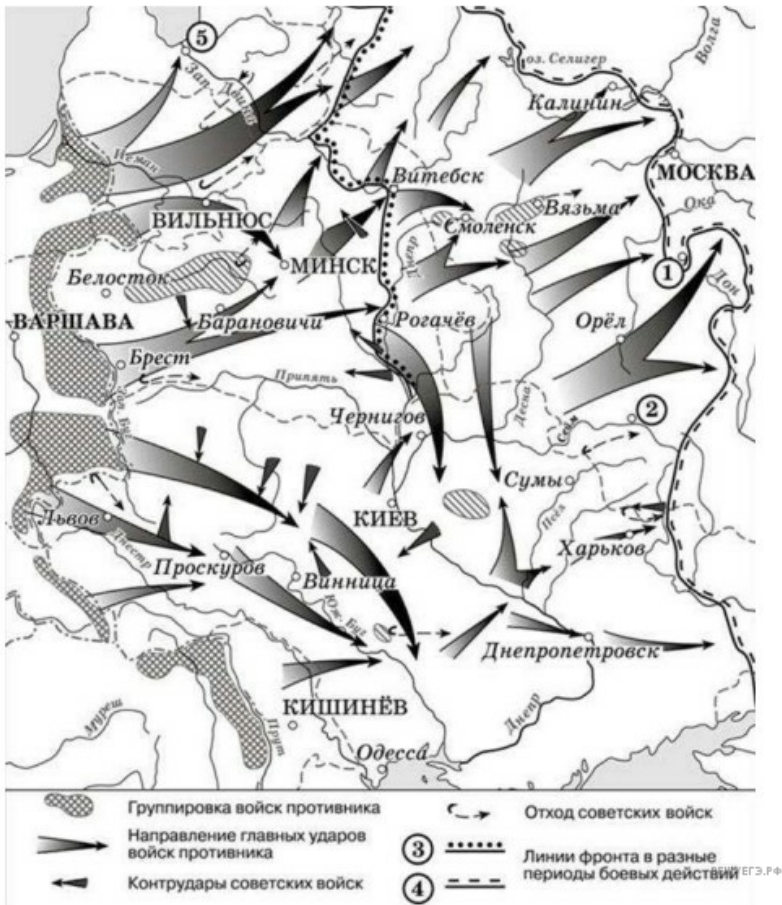 5
оз. Селигер
Волга
Зап. Двина
Калинин
МОСКВА
Неман
Витебск
Вязьма
Ока
ВИЛЬНЮС
Смоленск
Днепр
МИНСК
Белосток
1
Дон
Барановичи
Рогачёв
Орёл
ВАРШАВА
Брест
Припять
Десна
Зап. Буг
Чернигов
Сейм
2
Сумы
Львов
КИЕВ
Псёл
Днестр
Харьков
Проскуров
Винница
Юж. Буг
Днепропетровск
КИШИНЁВ
Муреш
Прут
Днепр
Одесса
Группировка войск противника
Направление главных ударов
войск противника
Контрудары советских войск
Отход советских войск
3
4
Линии фронта в разные
периоды боевых действий
РЕШУЕГЭ.РФ